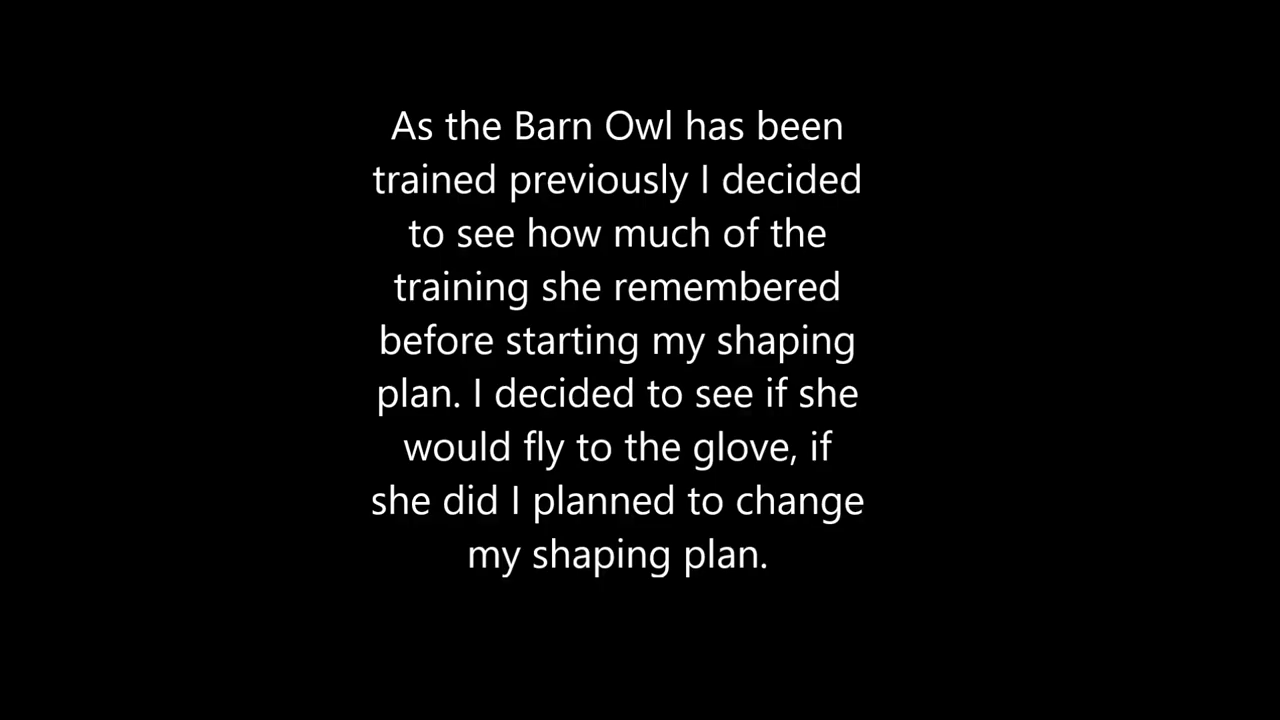 As the Barn Owl has been
trained previously I decided
to see how much of the
training she remembered
before starting my shaping
plan. I decided to see if she
would fly to the glove, if
she did I planned to change
my shaping plan.